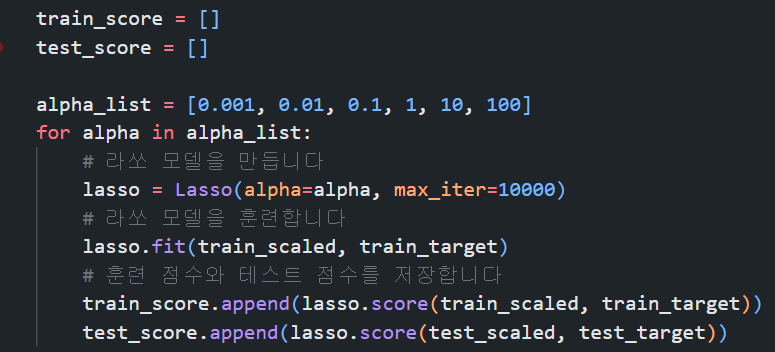 train_score = []
test_score = []
alpha_list = [0.001, 0.01, 0.1, 1, 10, 100]
for alpha in alpha_list:
# 라쏘 모델을 만듭니다
lasso = Lasso(alpha=alpha, max_iter=10000)
# 라쏘 모델을 훈련합니다
lasso.fit(train_scaled, train_target)
# 훈련 점수와 테스트 점수를 저장합니다
train_score.append(lasso.score(train_scaled, train_target))
test_score.append(lasso.score(test_scaled, test_target))